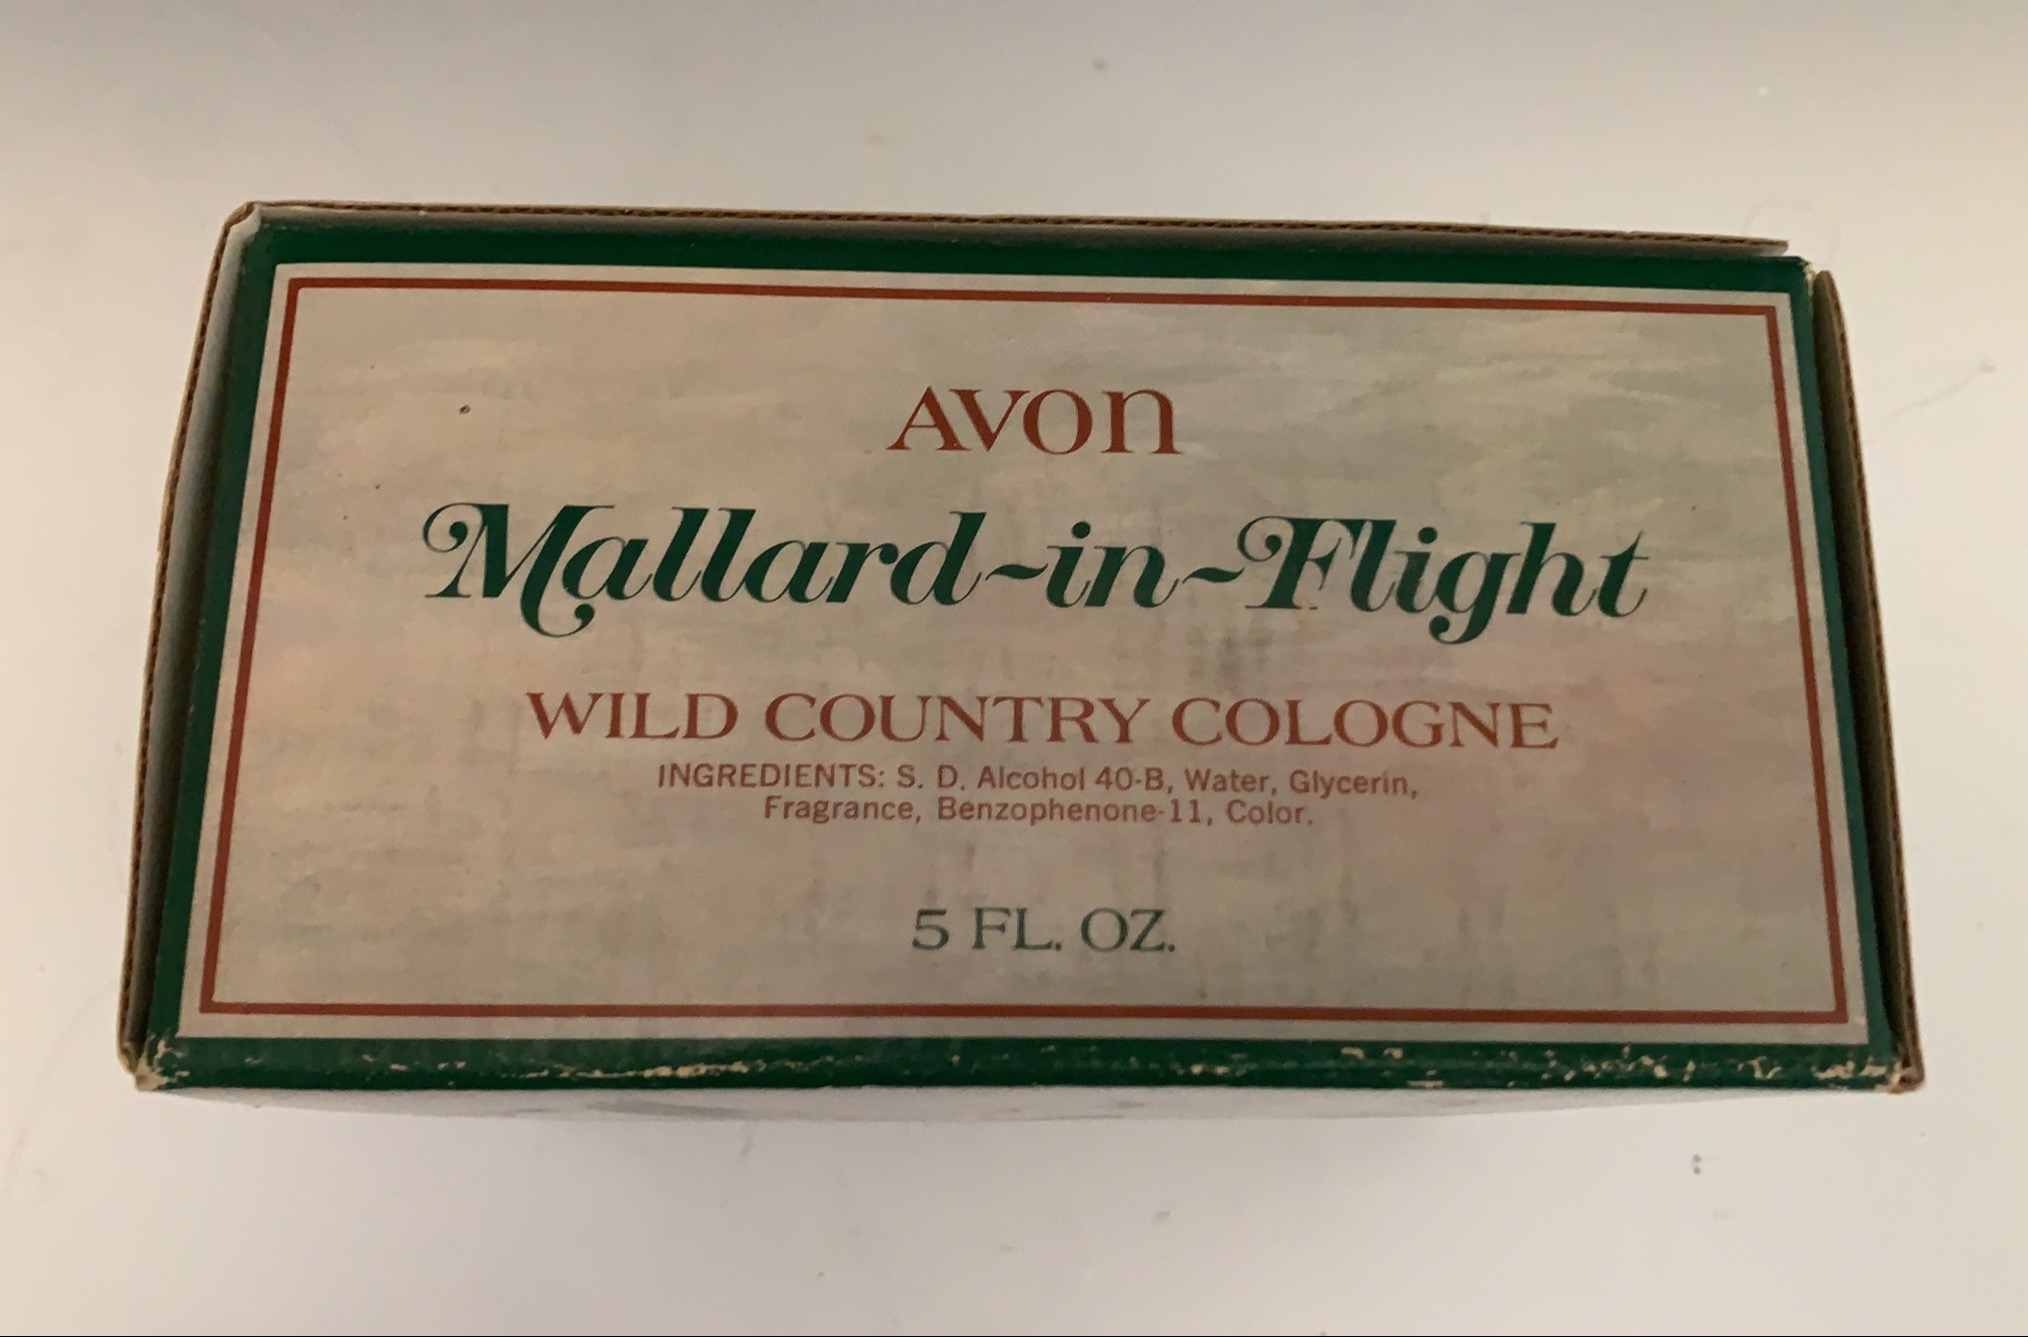 AVON
Mallard-in-Flight
WILD COUNTRY COLOGNE
INGREDIENTS: S. D. Alcohol 40-B, Water, Glycerin,
Fragrance, Benzophenone-11, Color.
5 FL. OZ.